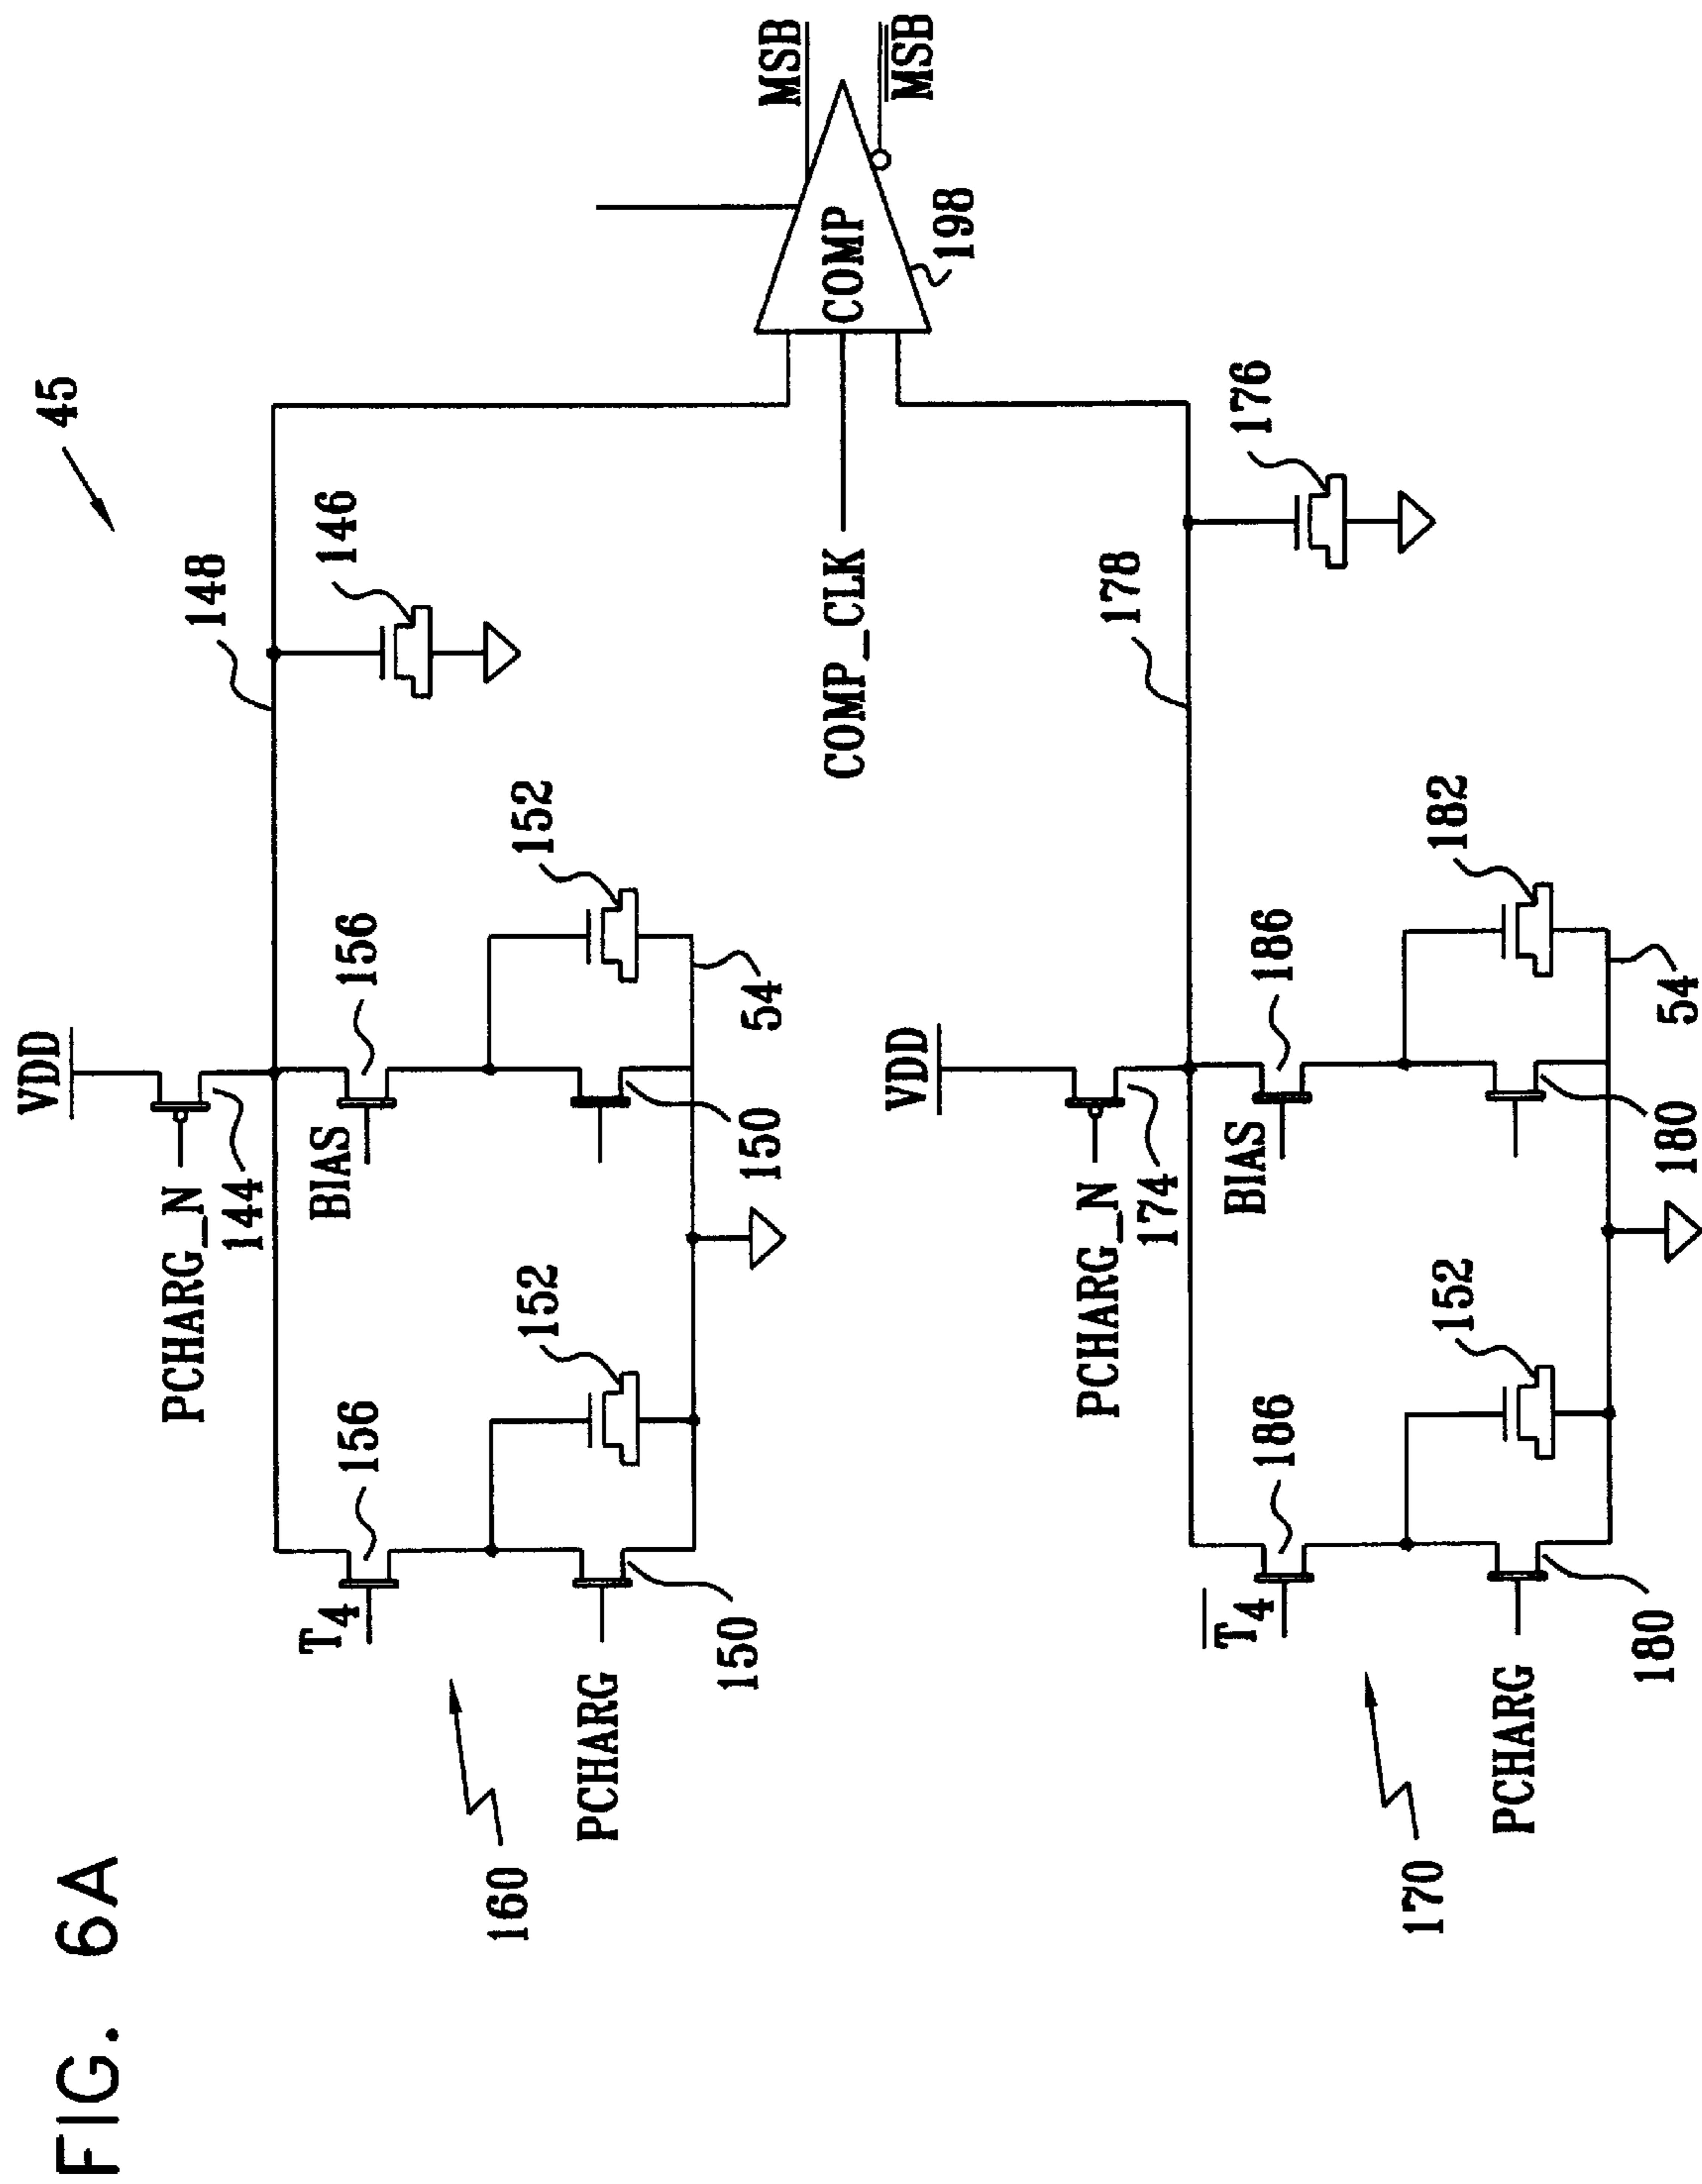 FIG. 6A
45
VDD
PCHARG_N
144
148
146
T4
156
BIAS
156
152
152
160
PCHARG
150
150
54
COMP_CLK
COMP
198
MSB
M̅S̅B̅
VDD
PCHARG_N
174
178
176
T̅4
186
BIAS
186
152
182
170
PCHARG
180
180
54